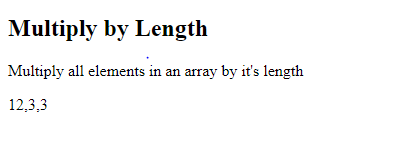 Multiply by Length
Multiply all elements in an array by it's length
12,3,3